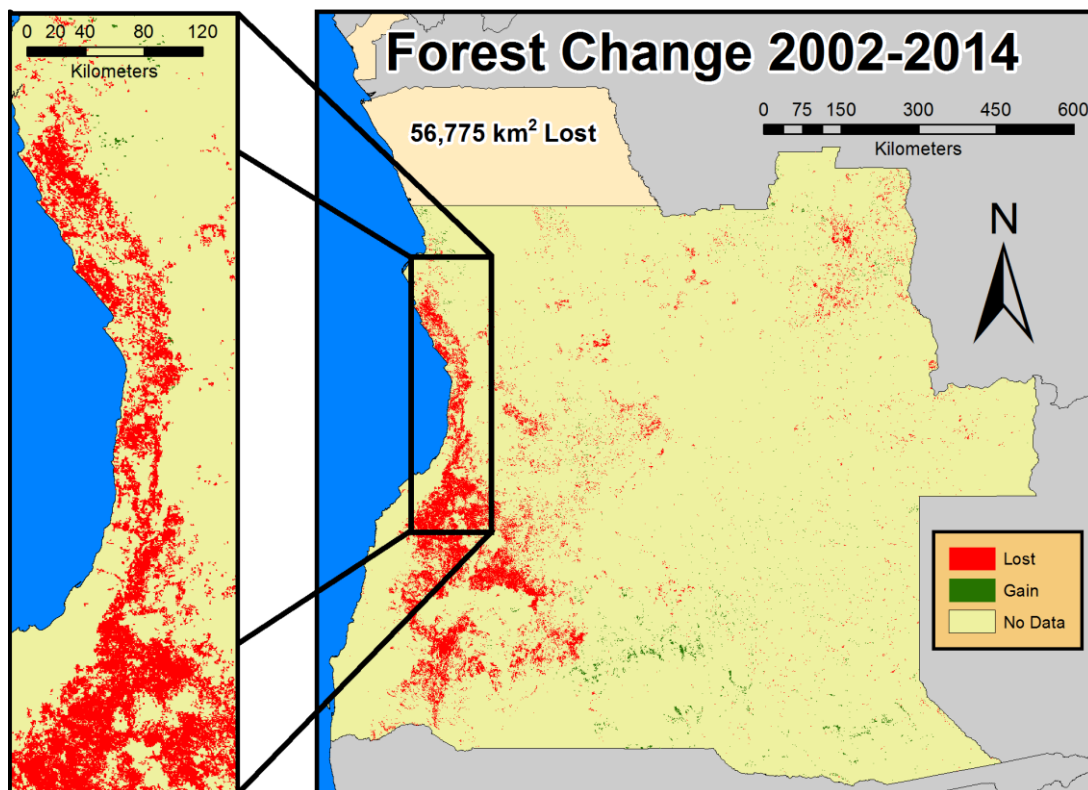 0 20 40 80 120
Kilometers
Forest Change 2002-2014
56,775 km² Lost
0 75 150 300 450 600
Kilometers
N
Lost
Gain
No Data